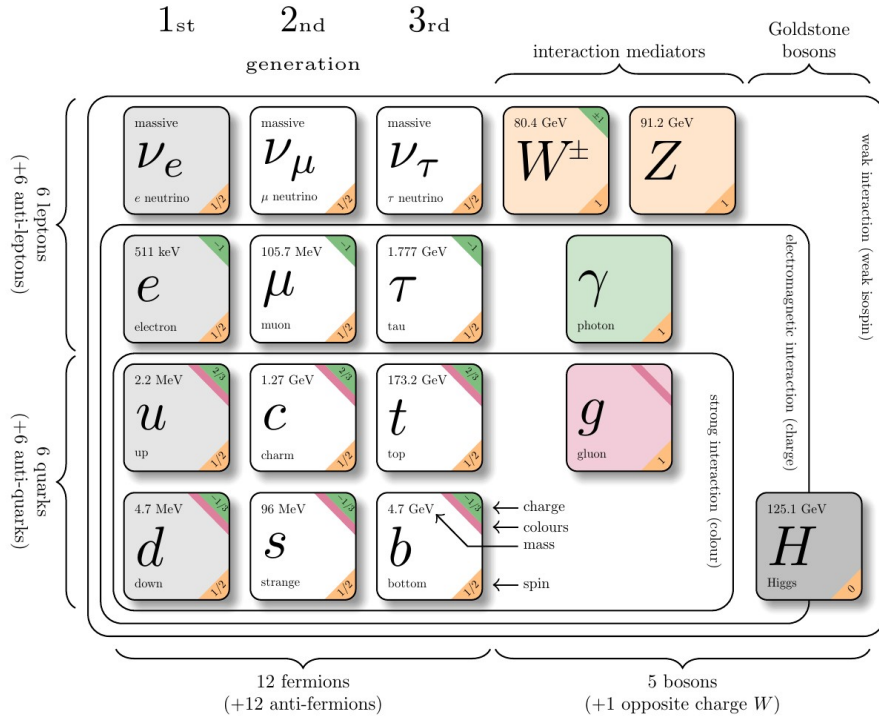 1st 2nd 3rd
generation
interaction mediators
Goldstone
bosons
6 leptons
(+6 anti-leptons)
6 quarks
(+6 anti-quarks)
massive
νe
e neutrino
1/2
massive
νμ
μ neutrino
1/2
massive
ντ
τ neutrino
1/2
80.4 GeV
±1
W±
1
91.2 GeV
Z
1
511 keV
−1
e
electron
1/2
105.7 MeV
−1
μ
muon
1/2
1.777 GeV
−1
τ
tau
1/2
γ
photon
1
2.2 MeV
2/3
u
up
1/2
1.27 GeV
2/3
c
charm
1/2
173.2 GeV
2/3
t
top
1/2
g
gluon
1
4.7 MeV
−1/3
d
down
1/2
96 MeV
−1/3
s
strange
1/2
4.7 GeV
−1/3
b
bottom
1/2
charge
colours
mass
spin
125.1 GeV
H
Higgs
0
strong interaction (colour)
electromagnetic interaction (charge)
weak interaction (weak isospin)
12 fermions
(+12 anti-fermions)
5 bosons
(+1 opposite charge W)